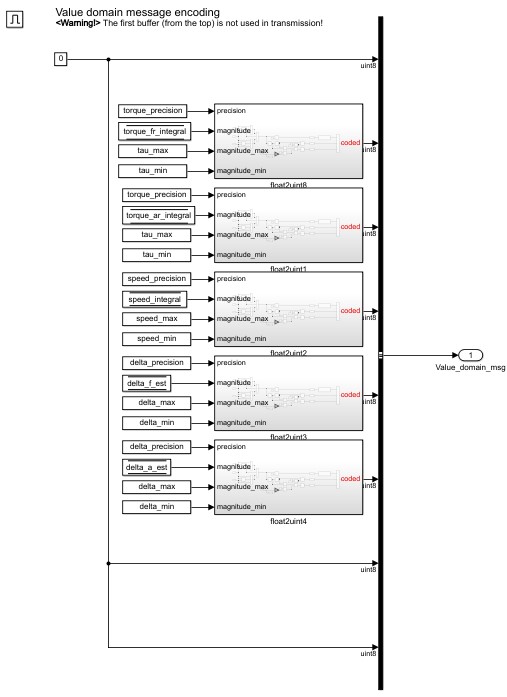 Value domain message encoding
<Warning!> The first buffer (from the top) is not used in transmission!
0
uint8
torque_precision
precision
torque_fr_integral
magnitude
coded
tau_max
magnitude_max
uint8
tau_min
magnitude_min
float2uint8
torque_precision
precision
torque_ar_integral
magnitude
coded
tau_max
magnitude_max
uint8
tau_min
magnitude_min
float2uint1
speed_precision
precision
speed_integral
magnitude
coded
speed_max
magnitude_max
uint8
speed_min
magnitude_min
float2uint2
delta_precision
precision
delta_f_est
magnitude
coded
delta_max
magnitude_max
uint8
delta_min
magnitude_min
float2uint3
delta_precision
precision
delta_a_est
magnitude
coded
delta_max
magnitude_max
uint8
delta_min
magnitude_min
float2uint4
1
Value_domain_msg
uint8
uint8